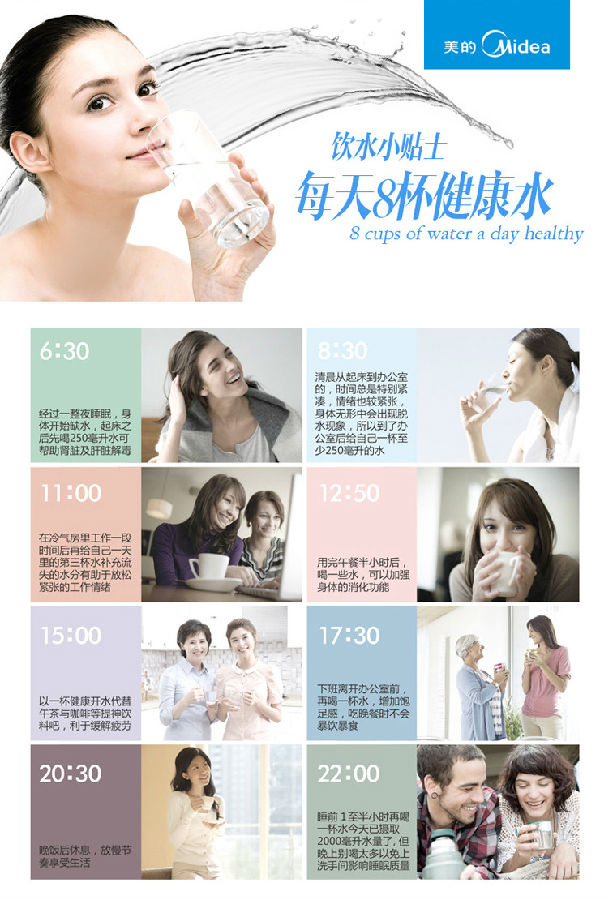 美的 Midea
饮水小贴士
每天8杯健康水
8 cups of water a day healthy
6:30
经过一整夜睡眠，身
体开始缺水，起床之
后先喝250毫升水可
帮助肾脏及肝脏解毒
8:30
清晨从起床到办公室
的，时间总是特别紧
凑，情绪也较紧张，
身体无形中会出现脱
水现象，所以到了办
公室后给自己一杯至
少250毫升的水
11:00
在冷气房里工作一段
时间后再给自己一天
里的第三杯水补充流
失的水分有助于放松
紧张的工作情绪
12:50
用完午餐半小时后，
喝一些水，可以加强
身体的消化功能
15:00
以一杯健康开水代替
午茶与咖啡等提神饮
料吧，利于缓解疲劳
17:30
下班离开办公室前，
再喝一杯水，增加饱
足感，吃晚餐时不会
暴饮暴食
20:30
晚饭后休息，放慢节
奏享受生活
22:00
睡前1至半小时再喝
一杯水今天已摄取
2000毫升水量了，但
晚上别喝太多以免上
洗手间影响睡眠质量